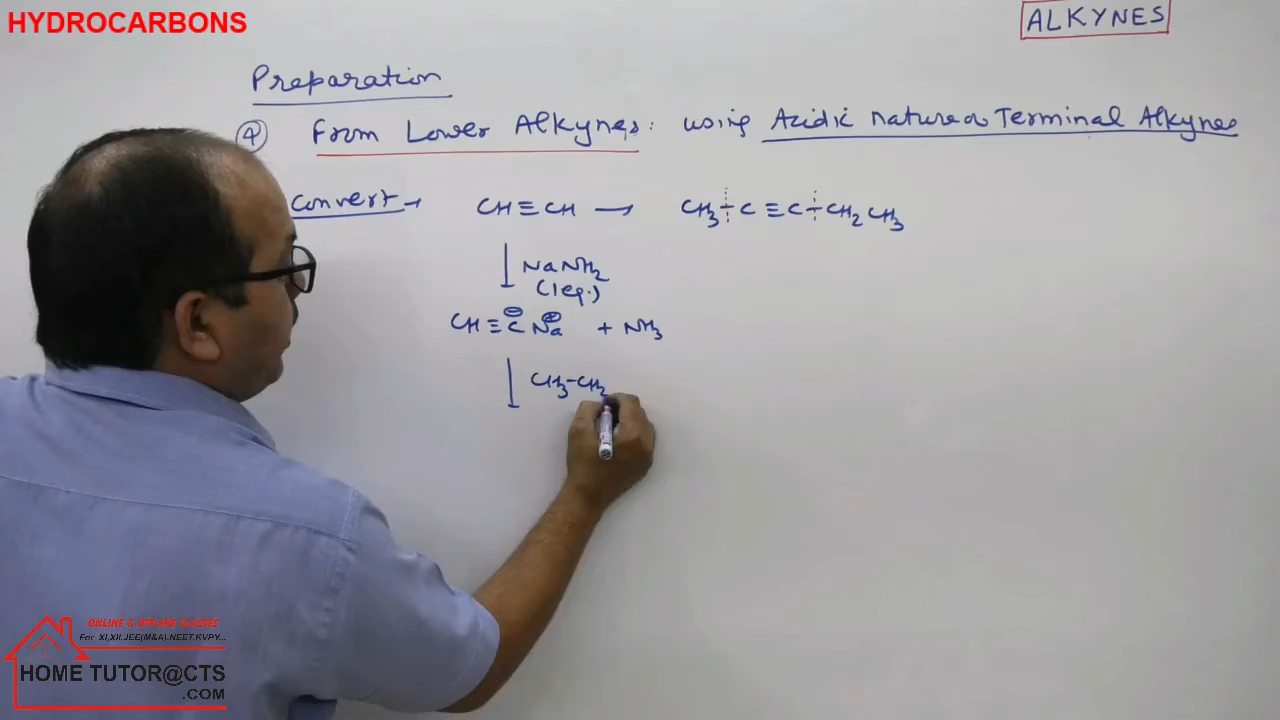 HYDROCARBONS
ALKYNES
Preparation
④ From Lower Alkynes: using Acidic nature of Terminal Alkynes
Convert → CH≡CH → CH₃-C≡C-CH₂CH₃
NaNH₂
(1eq.)
CH≡C⊖ Na⊕ + NH₃
CH₃-CH₂
ONLINE & OFFLINE CLASSES
For XI,XII.JEE(M&A).NEET.KVPY...
HOME TUTOR@CTS
.COM